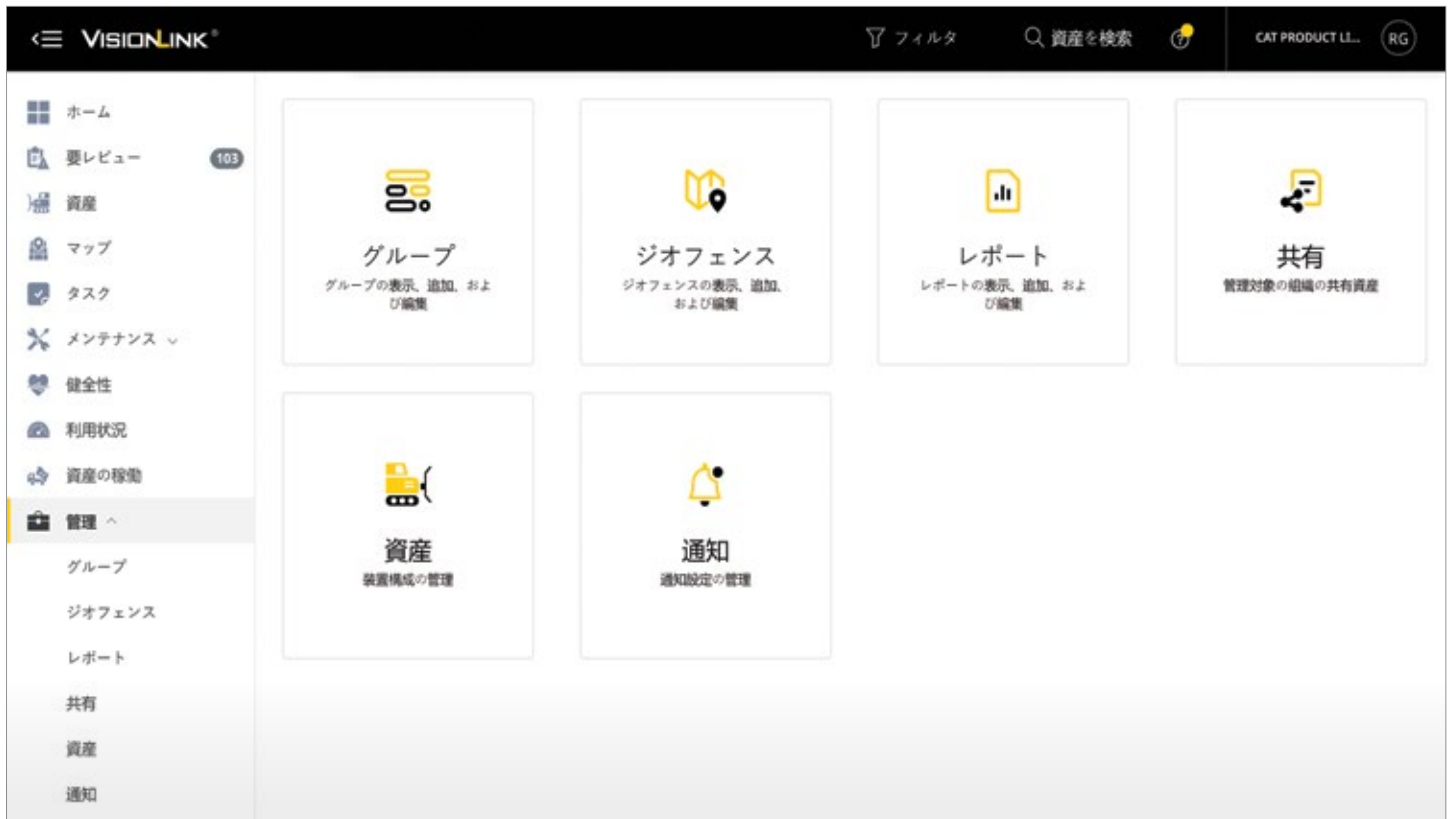 VISIONLINK®
フィルタ
資産を検索
CAT PRODUCT LI...
RG
ホーム
要レビュー 103
資産
マップ
タスク
メンテナンス
健全性
利用状況
資産の稼働
管理
グループ
ジオフェンス
レポート
共有
資産
通知
グループ
グループの表示、追加、およ
び編集
ジオフェンス
ジオフェンスの表示、追加、
および編集
レポート
レポートの表示、追加、およ
び編集
共有
管理対象の組織の共有資産
資産
装置構成の管理
通知
通知設定の管理